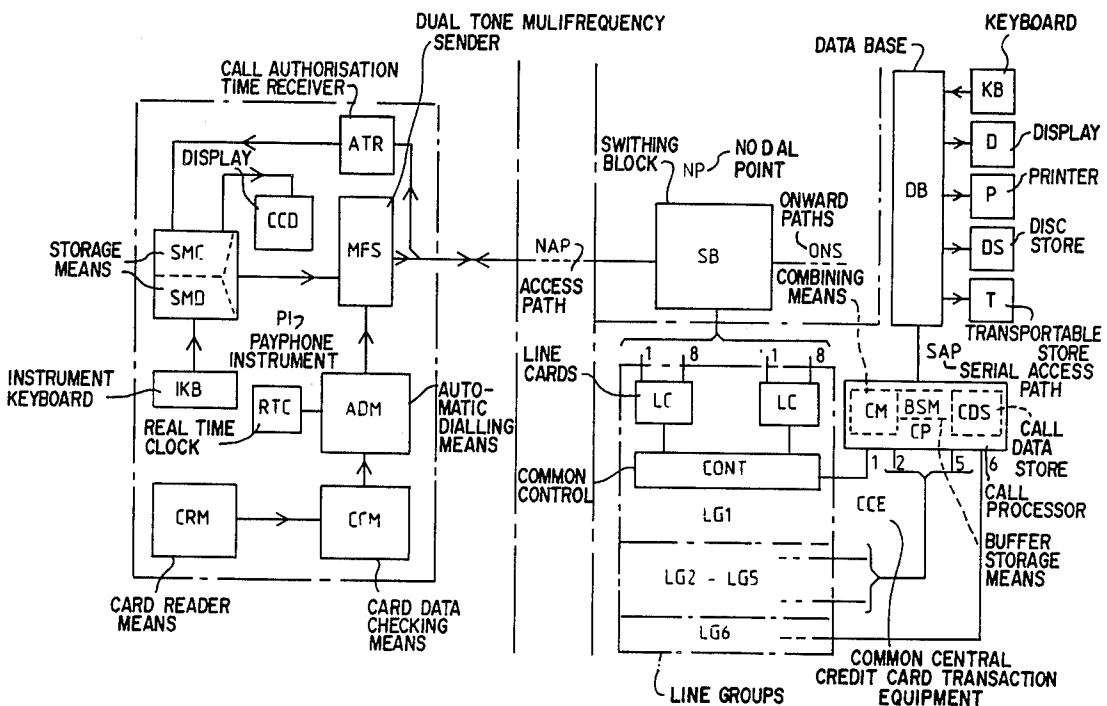 DUAL TONE MULIFREQUENCY
SENDER
KEYBOARD
DATA BASE
CALL AUTHORISATION
TIME RECEIVER
KB
ATR
DISPLAY
SWITHING
BLOCK
NP
NODAL
POINT
D
DISPLAY
CCD
MFS
DB
P
PRINTER
ONWARD
PATHS
STORAGE
MEANS
SMC
SMD
NAP
SB
ONS
DS
DISC
STORE
ACCESS
PATH
COMBINING
MEANS
T
TRANSPORTABLE
STORE
PI
PAYPHONE
INSTRUMENT
LINE
CARDS
1 8
1 8
SAP
SERIAL ACCESS
PATH
INSTRUMENT
KEYBOARD
IKB
RTC
ADM
AUTO-
MATIC
DIALLING
MEANS
LC
LC
CM
BSM
CDS
CP
REAL TIME
CLOCK
CALL
DATA
STORE
COMMON
CONTROL
CONT
1 2 5 6
CALL
PROCESSOR
CRM
CCM
LG1
CCE
BUFFER
STORAGE
MEANS
LG2 - LG5
CARD READER
MEANS
CARD DATA
CHECKING
MEANS
LG6
COMMON CENTRAL
CREDIT CARD TRANSACTION
EQUIPMENT
LINE GROUPS